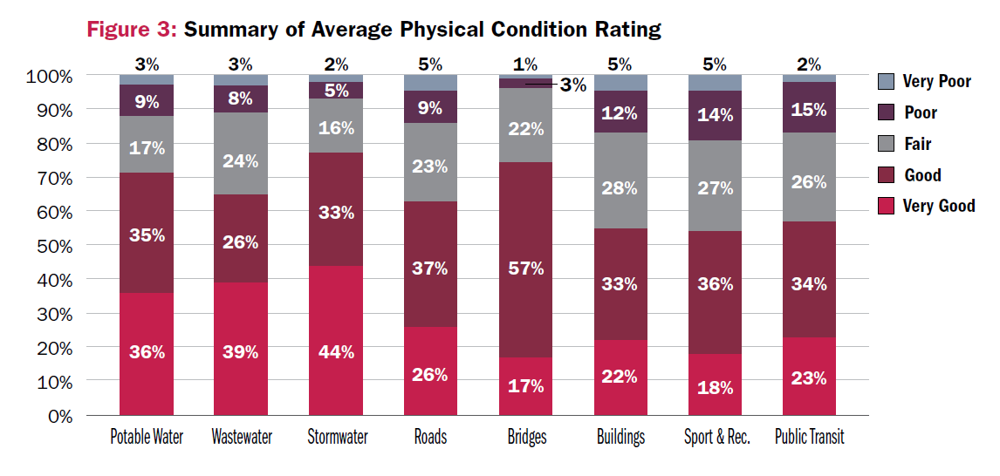 Figure 3: Summary of Average Physical Condition Rating
3% 3% 2% 5% 1% 5% 5% 2%
100%
90%
80%
70%
60%
50%
40%
30%
20%
10%
0%
9% 8% 5% 9% 3% 12% 14% 15%
17% 24% 16% 23% 22% 28% 27% 26%
35% 26% 33% 37% 57% 33% 36% 34%
36% 39% 44% 26% 17% 22% 18% 23%
Potable Water Wastewater Stormwater Roads Bridges Buildings Sport & Rec. Public Transit
Very Poor
Poor
Fair
Good
Very Good